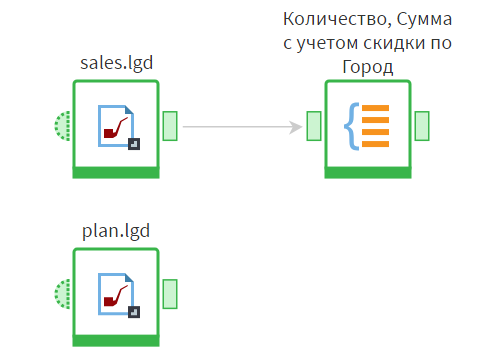 Количество, Сумма
с учетом скидки по
Город
sales.lgd
plan.lgd